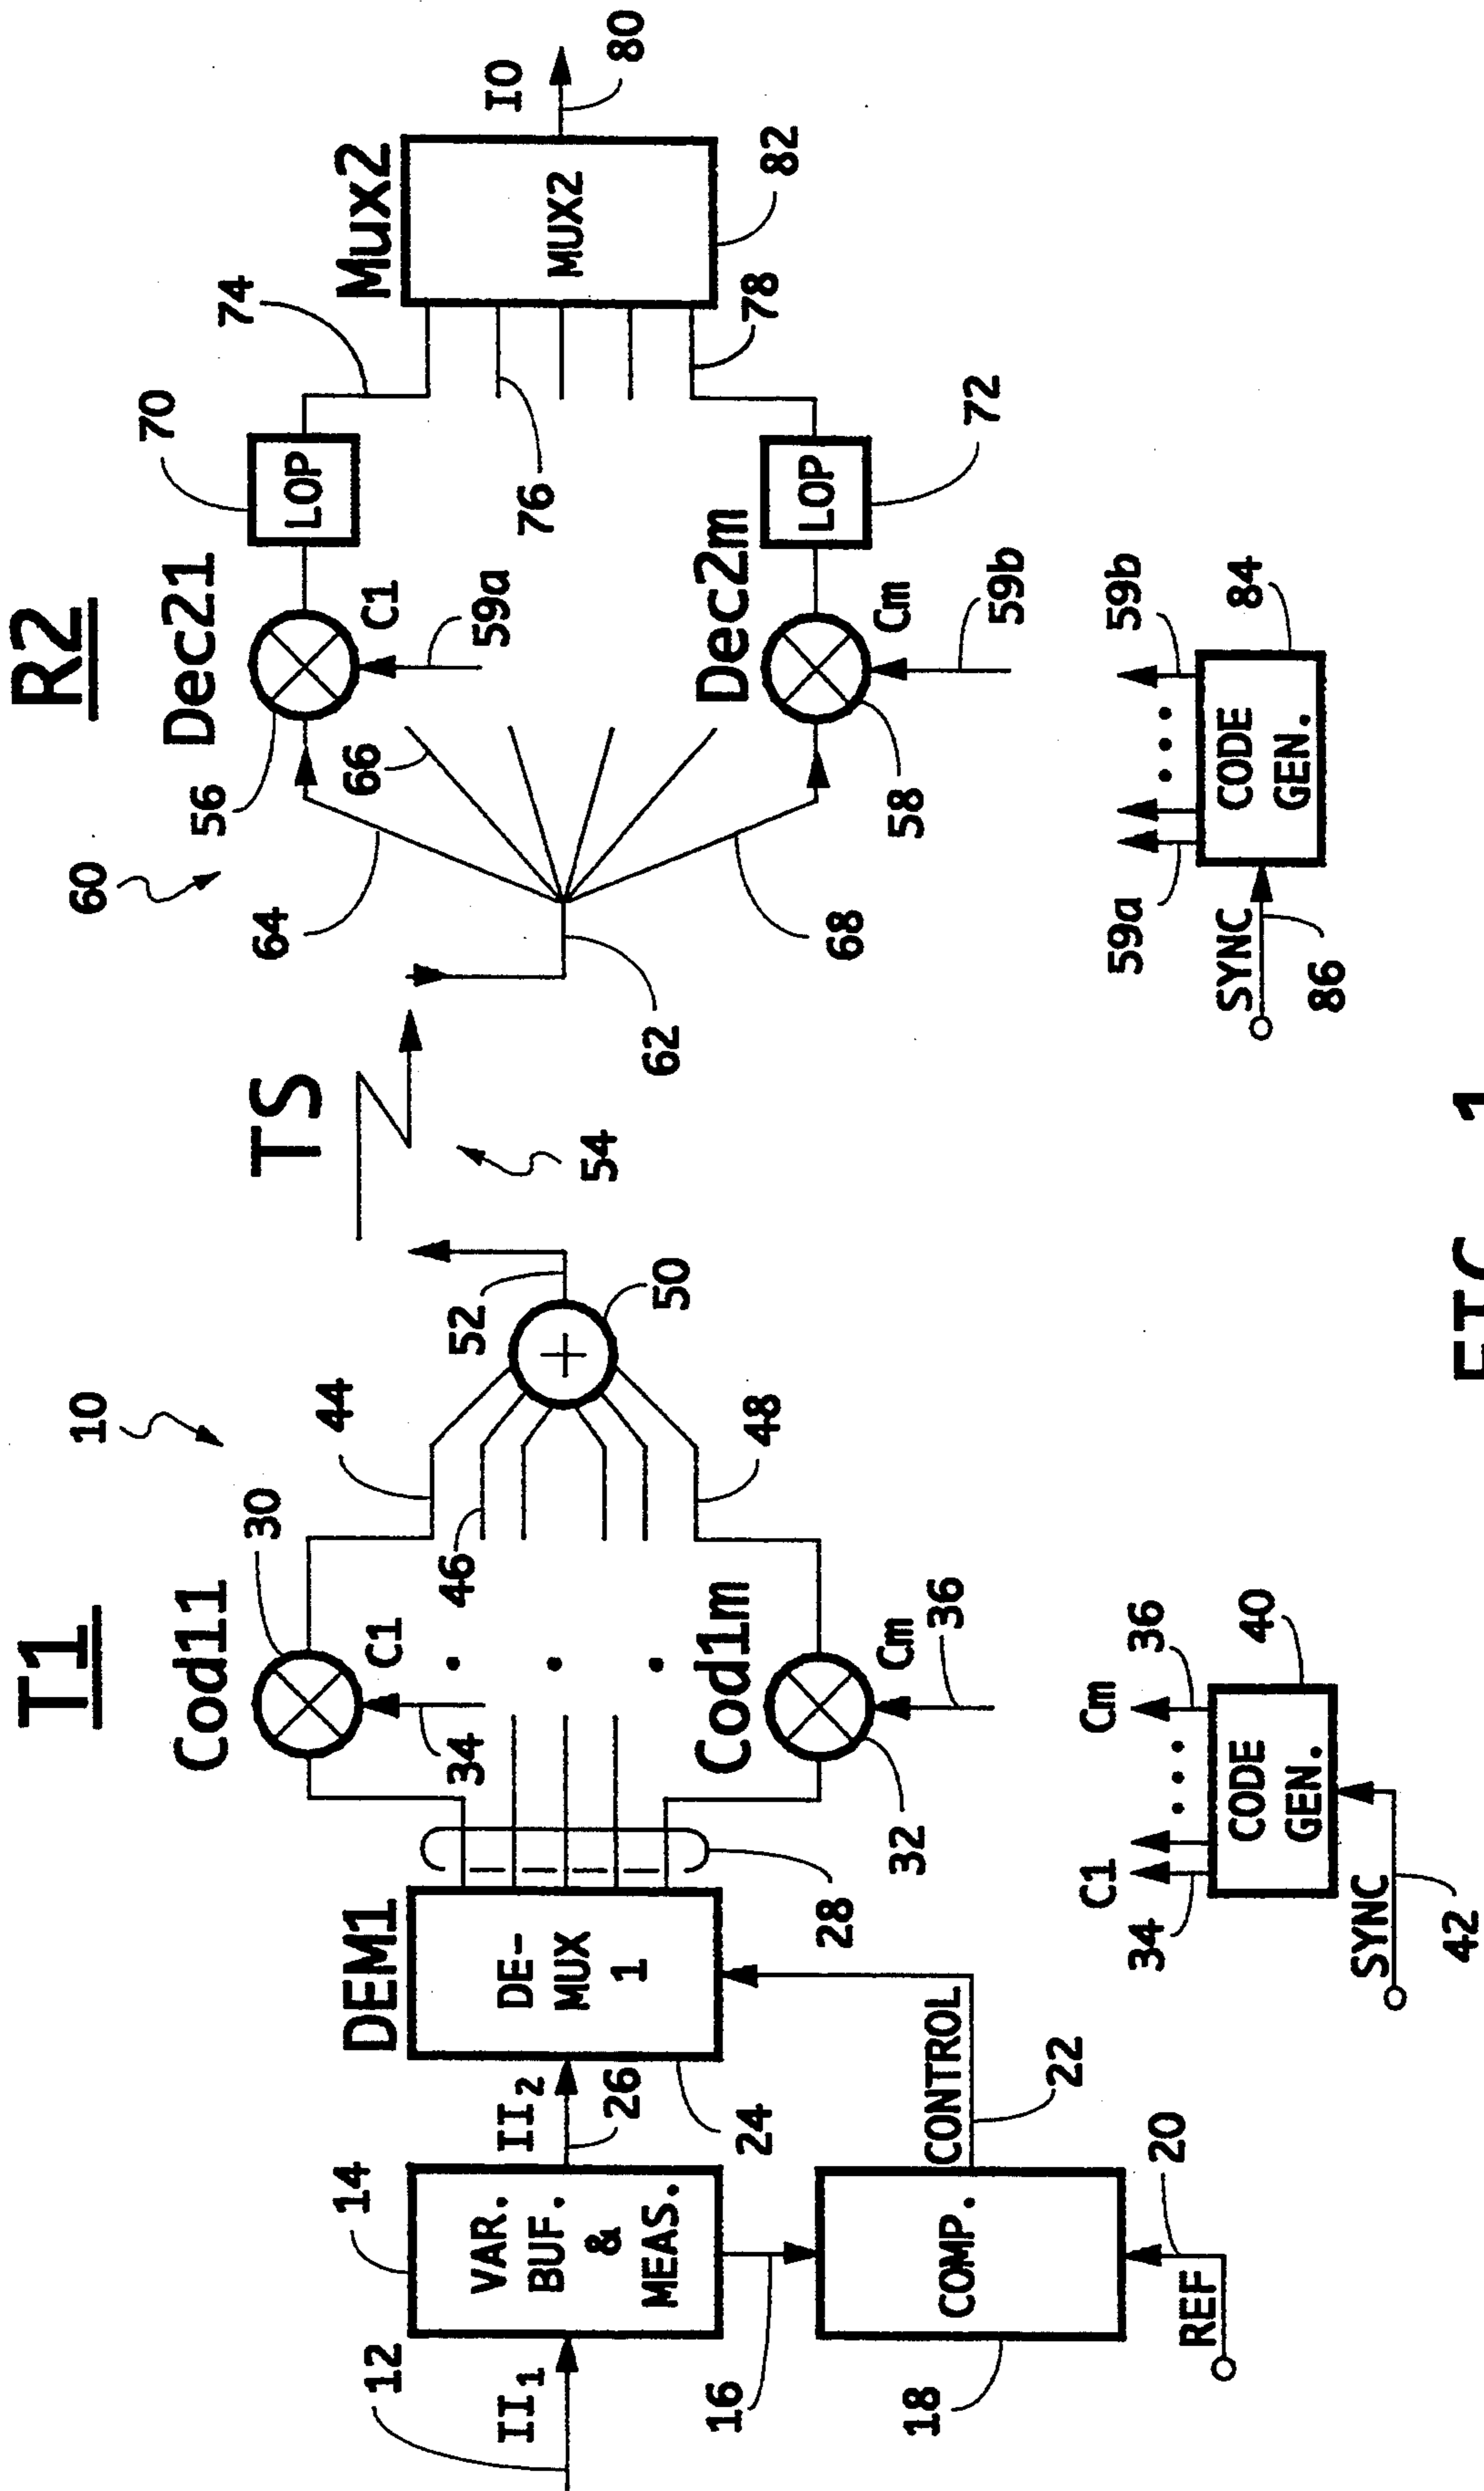 T1
R2
10
60
TS
54
12
II1
14
VAR.
BUF.
&
MEAS.
16
18
COMP.
REF
20
CONTROL
22
II2
26
24
DEM1
DE-
MUX
1
28
Cod11
30
C1
34
Cod1m
32
Cm
36
44
46
48
50
52
C1
34
Cm
36
CODE
GEN.
40
SYNC
42
62
64
66
68
Dec21
56
C1
59a
LOP
70
74
Dec2m
58
Cm
59b
LOP
72
76
78
Mux2
MUX2
82
IO
80
59a
59b
CODE
GEN.
84
SYNC
86
FIG. 1